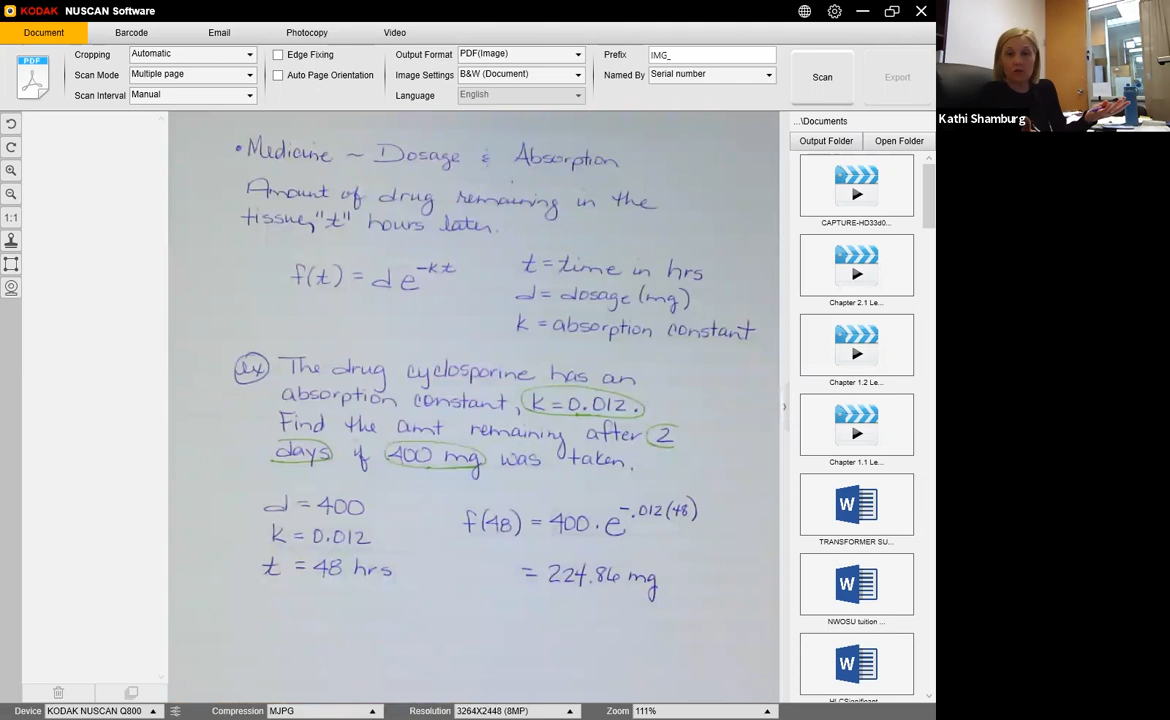 KODAK NUSCAN Software
Document Barcode Email Photocopy Video
Cropping Automatic Edge Fixing Output Format PDF(Image) Prefix IMG_
PDF Scan Mode Multiple page Auto Page Orientation Image Settings B&W (Document) Named By Serial number Scan Export
Scan Interval Manual Language English
Kathi Shamburg
...\Documents
Output Folder Open Folder
1:1
• Medicine ~ Dosage & Absorption
Amount of drug remaining in the
tissue, "t" hours later.
f(t) = d e^-kt
t = time in hrs
d = dosage (mg)
k = absorption constant
ex The drug cyclosporine has an
absorption constant, k = 0.012.
Find the amt remaining after 2
days if 400 mg was taken.
d = 400
k = 0.012
t = 48 hrs
f(48) = 400 · e^-.012(48)
= 224.86 mg
CAPTURE-HD33d0...
Chapter 2.1 Le...
Chapter 1.2 Le...
Chapter 1.1 Le...
W
TRANSFORMER SU...
W
NWOSU tuition ...
W
HLCSignificant
Device KODAK NUSCAN Q800 Compression MJPG Resolution 3264X2448 (8MP) Zoom 111%